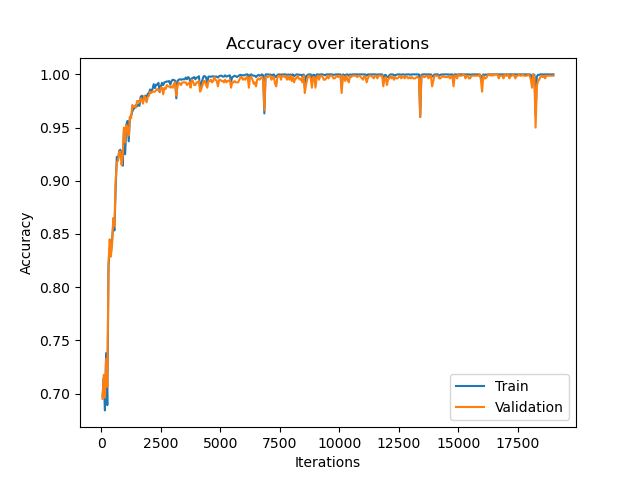 Accuracy over iterations
Accuracy
1.00
0.95
0.90
0.85
0.80
0.75
0.70
Train
Validation
0 2500 5000 7500 10000 12500 15000 17500
Iterations